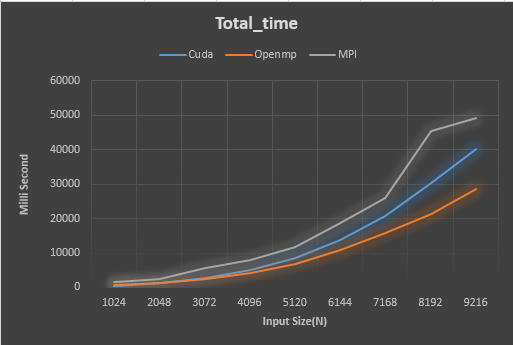 Total_time
Cuda Openmp MPI
60000
50000
40000
30000
20000
10000
0
Milli Second
1024 2048 3072 4096 5120 6144 7168 8192 9216
Input Size(N)